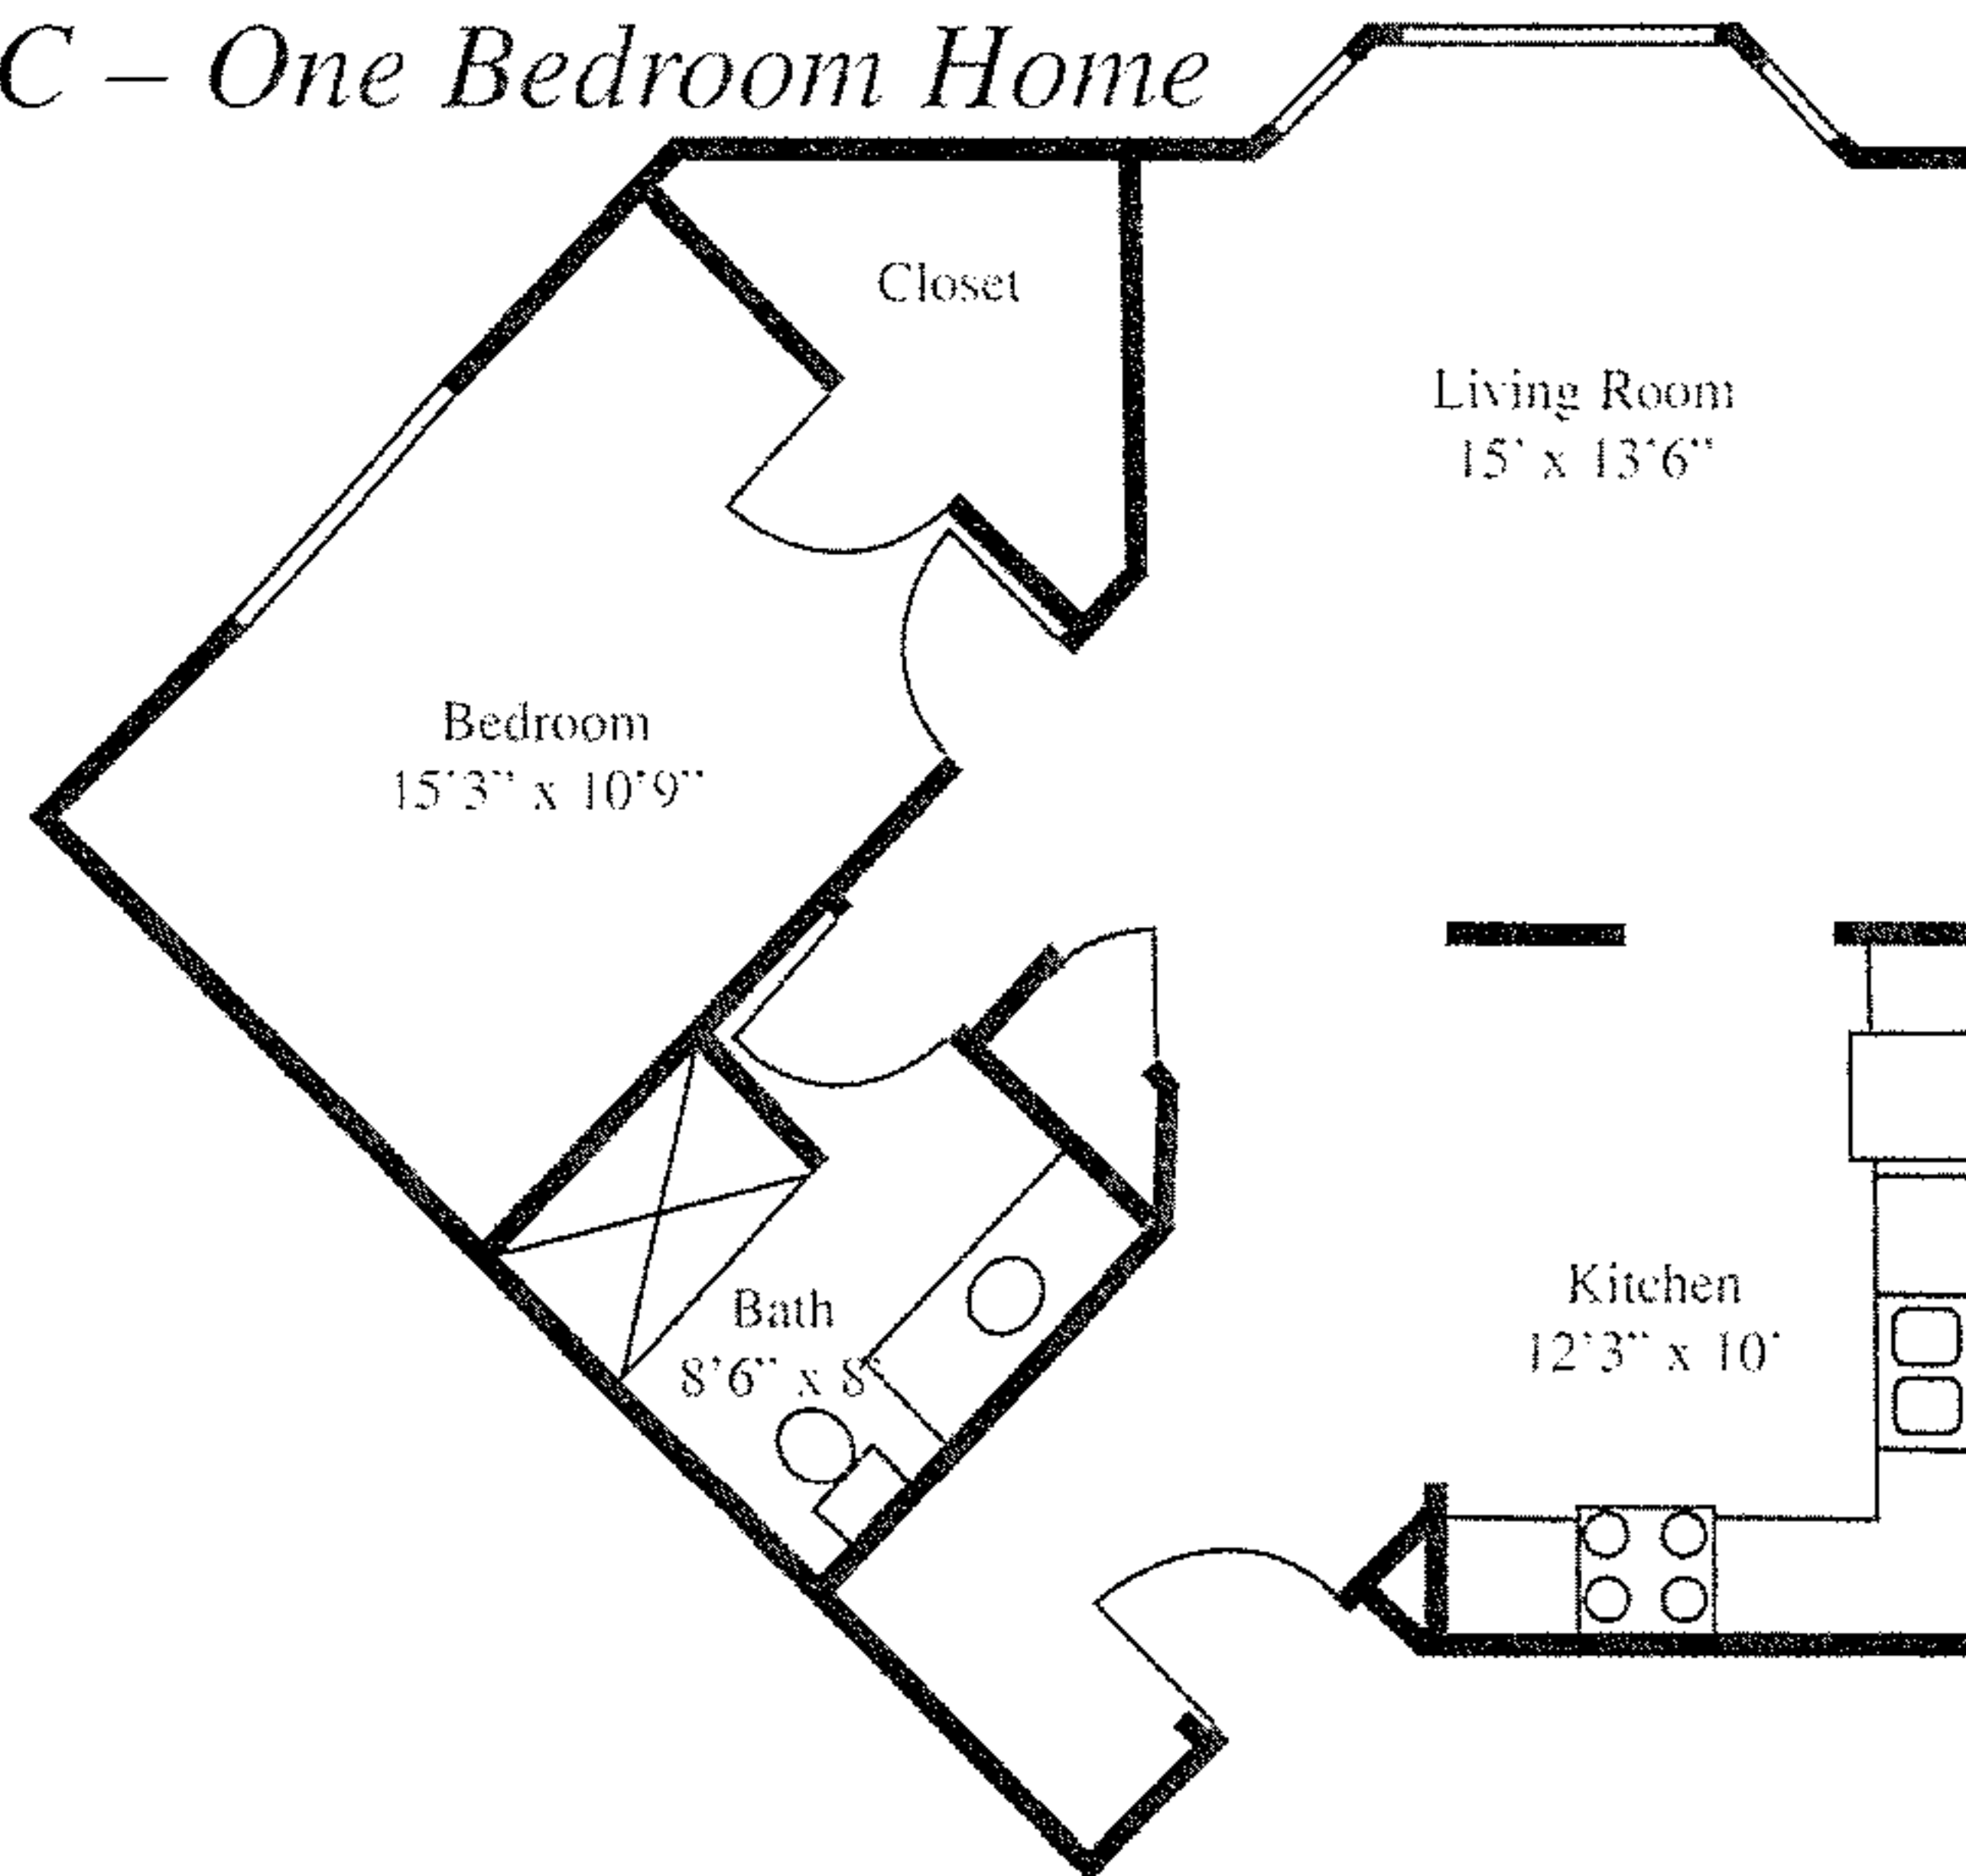 C – One Bedroom Home
Closet
Living Room
15' x 13'6"
Bedroom
15'3" x 10'9"
Kitchen
12'3" x 10'
Bath
8'6" x 8'